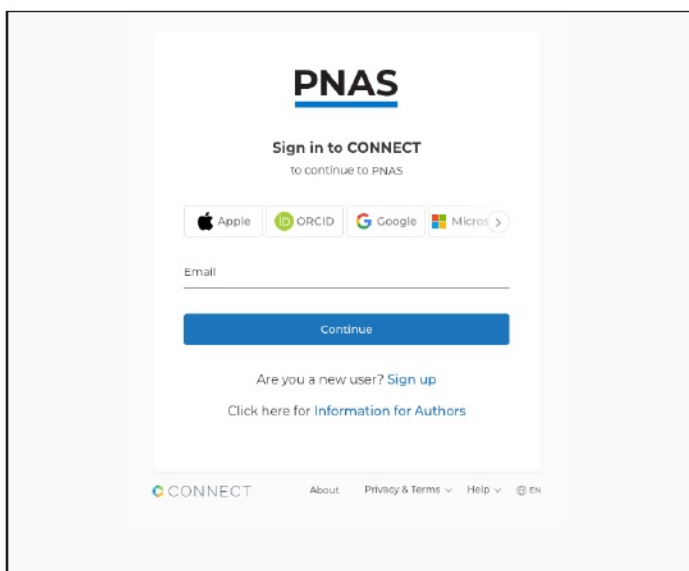 PNAS
Sign in to CONNECT
to continue to PNAS
Apple iD ORCID Google Micros
Email
Continue
Are you a new user? Sign up
Click here for Information for Authors
CONNECT About Privacy & Terms Help EN